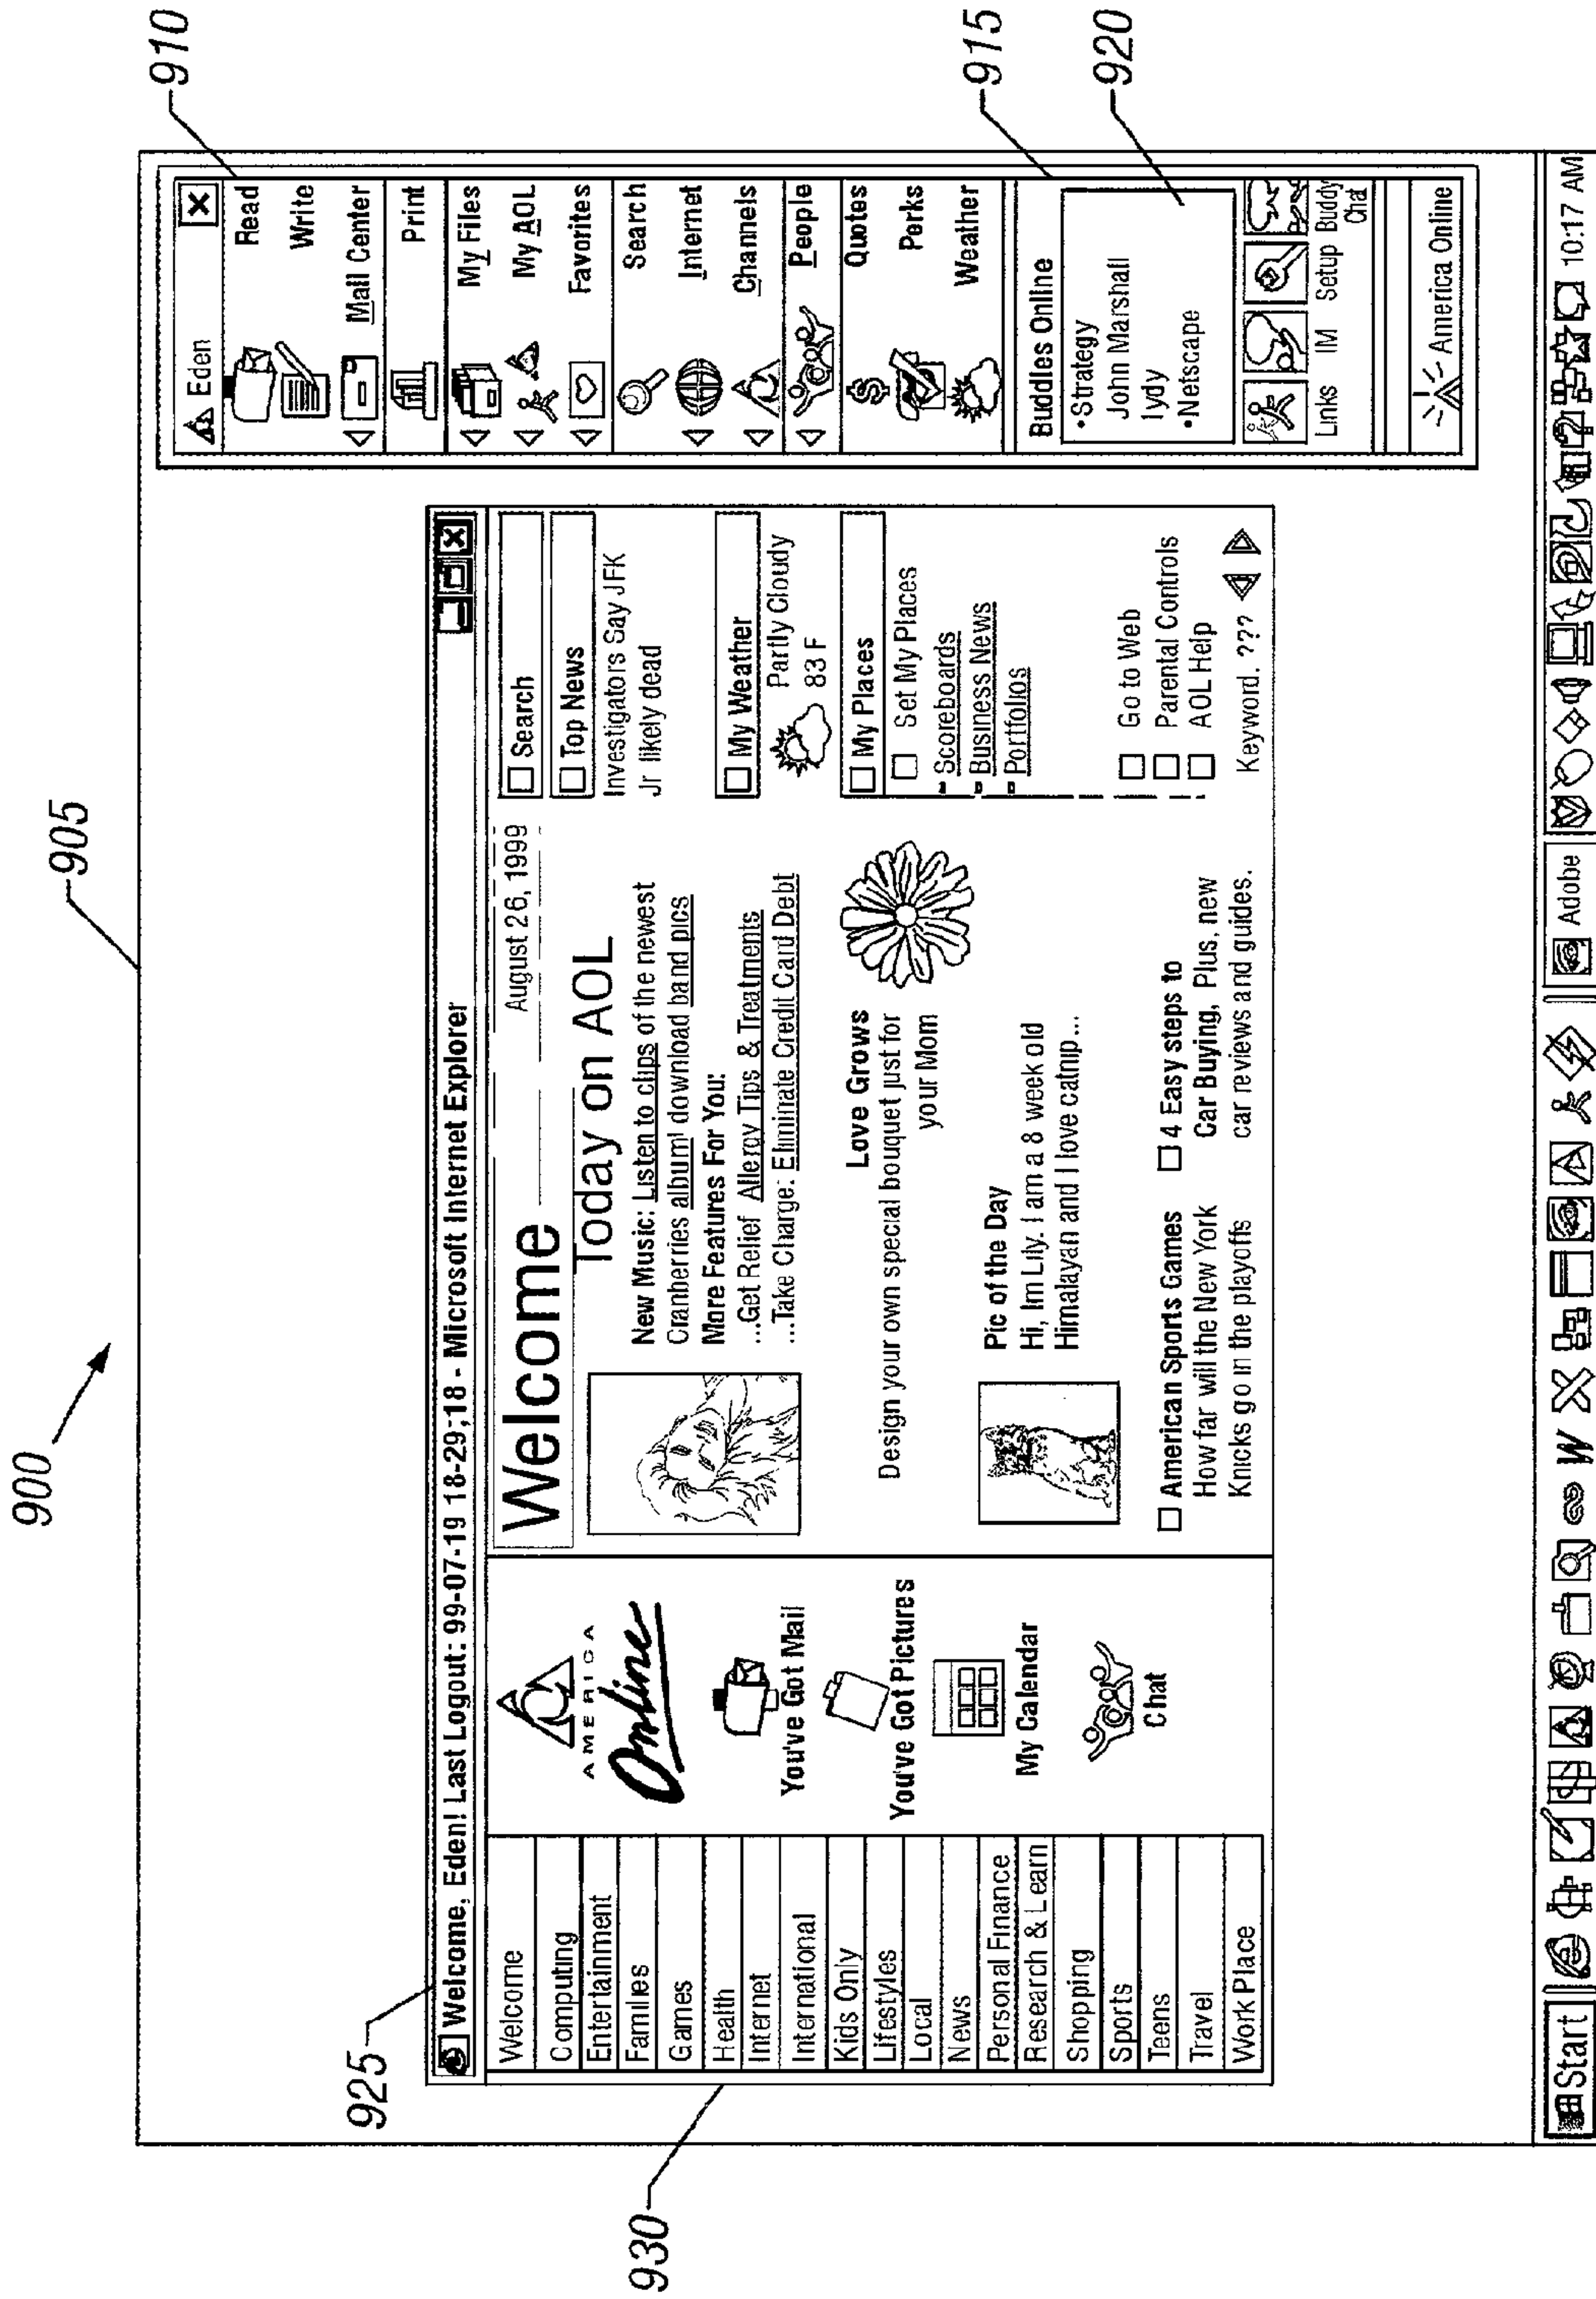 900
905
910
915
920
925
930
Welcome, Eden! Last Logout: 99-07-19 18-29;18 - Microsoft Internet Explorer
Welcome
Computing
Entertainment
Families
Games
Health
Internet
International
Kids Only
Lifestyles
Local
News
Personal Finance
Research & Learn
Shopping
Sports
Teens
Travel
Work Place
AMERICA
Online
You've Got Mail
You've Got Pictures
My Calendar
Chat
Welcome
August 26, 1999
Today on AOL
New Music: Listen to clips of the newest
Cranberries album! download band pics
More Features For You:
...Get Relief Allergy Tips & Treatments
...Take Charge: Eliminate Credit Card Debt
Love Grows
Design your own special bouquet just for
your Mom
Pic of the Day
Hi, Im Lily. I am a 8 week old
Himalayan and I love catnip...
American Sports Games
How far will the New York
Knicks go in the playoffs
4 Easy steps to
Car Buying, Plus, new
car reviews and guides.
Search
Top News
Investigators Say JFK
Jr likely dead
My Weather
Partly Cloudy
83 F
My Places
Set My Places
Scoreboards
Business News
Portfolios
Go to Web
Parental Controls
AOL Help
Keyword. ???
Eden
Read
Write
Mail Center
Print
My Files
My AOL
Favorites
Search
Internet
Channels
People
Quotes
Perks
Weather
Buddies Online
•Strategy
John Marshall
lydy
•Netscape
Links IM Setup Buddy
Chat
America Online
Start
W
Adobe
10:17 AM